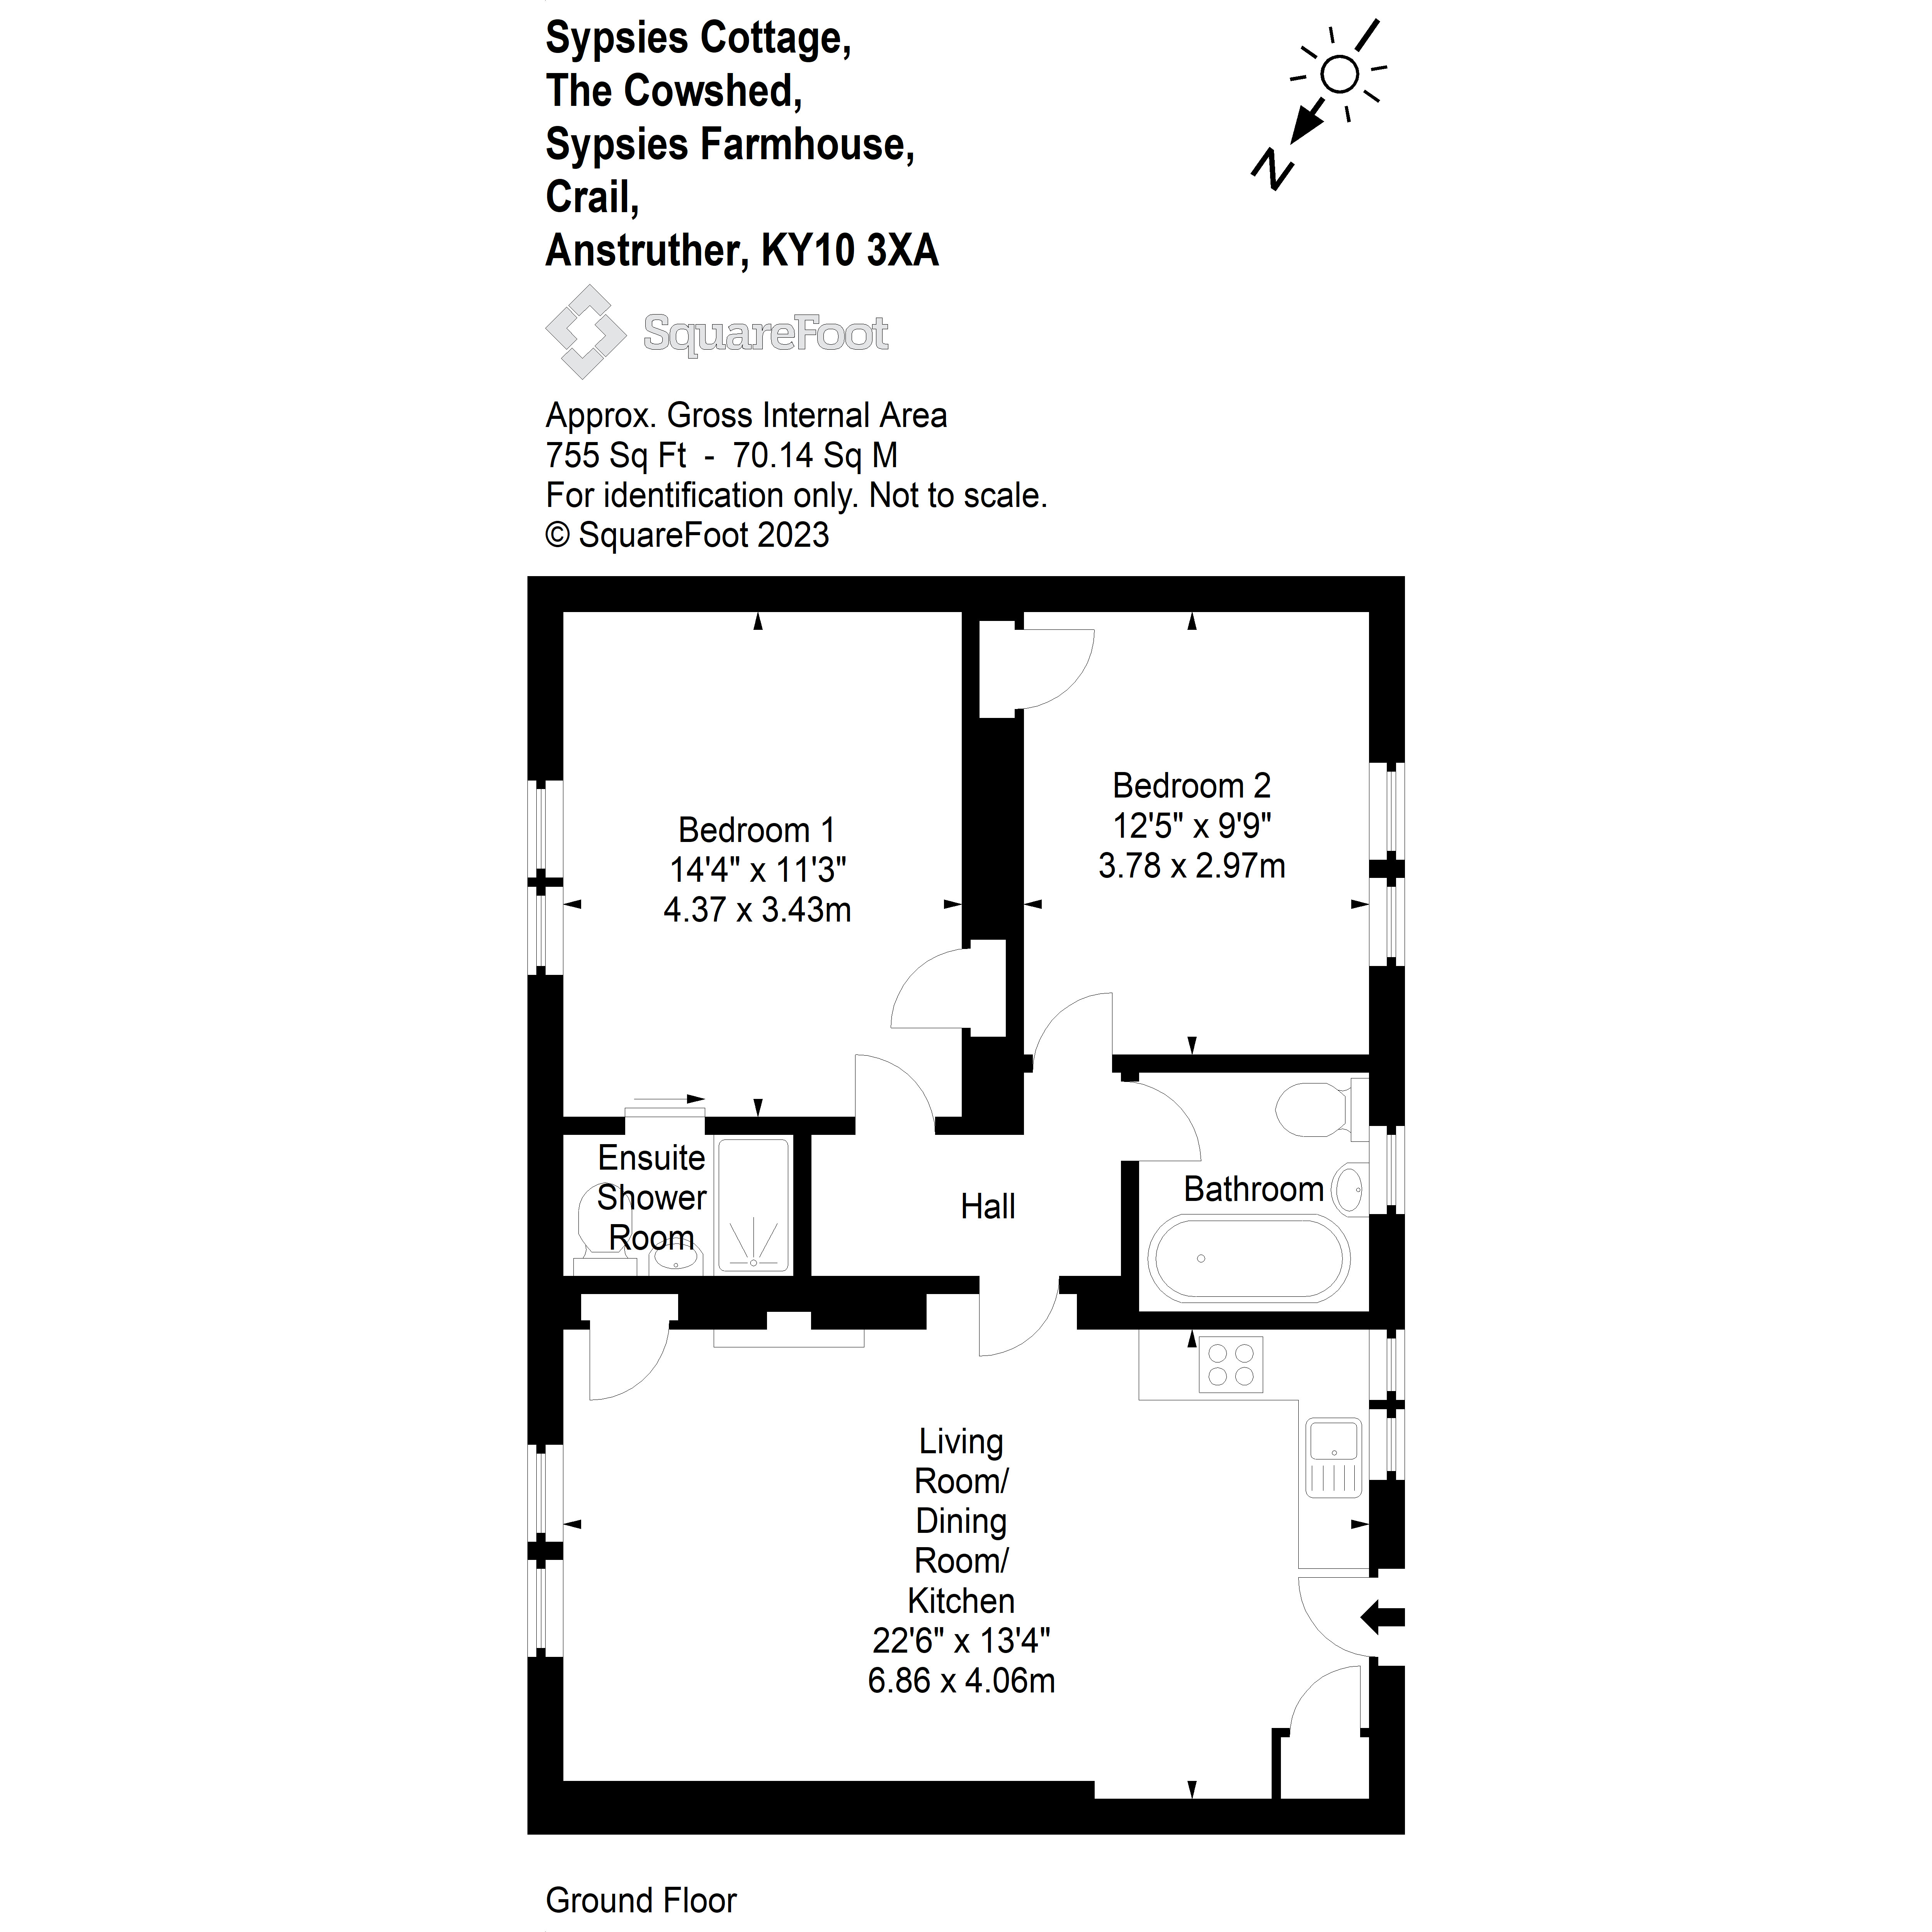 Sypsies Cottage,
The Cowshed,
Sypsies Farmhouse,
Crail,
Anstruther, KY10 3XA
N
SquareFoot
Approx. Gross Internal Area
755 Sq Ft - 70.14 Sq M
For identification only. Not to scale.
© SquareFoot 2023
Bedroom 1
14'4" x 11'3"
4.37 x 3.43m
Bedroom 2
12'5" x 9'9"
3.78 x 2.97m
Ensuite
Shower
Room
Hall
Bathroom
Living
Room/
Dining
Room/
Kitchen
22'6" x 13'4"
6.86 x 4.06m
Ground Floor